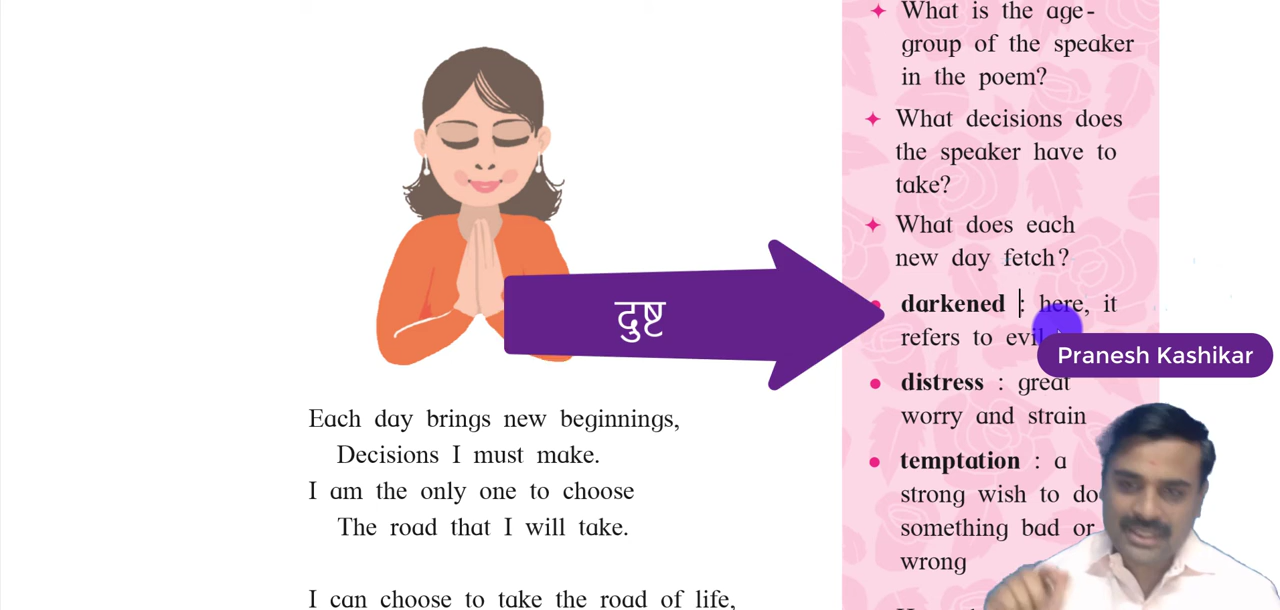 What is the age-
group of the speaker
in the poem?
What decisions does
the speaker have to
take?
What does each
new day fetch?
darkened : here, it
refers to evil
दुष्ट
Pranesh Kashikar
distress : great
worry and strain
temptation : a
strong wish to do
something bad or
wrong
Each day brings new beginnings,
Decisions I must make.
I am the only one to choose
The road that I will take.
I can choose to take the road of life,